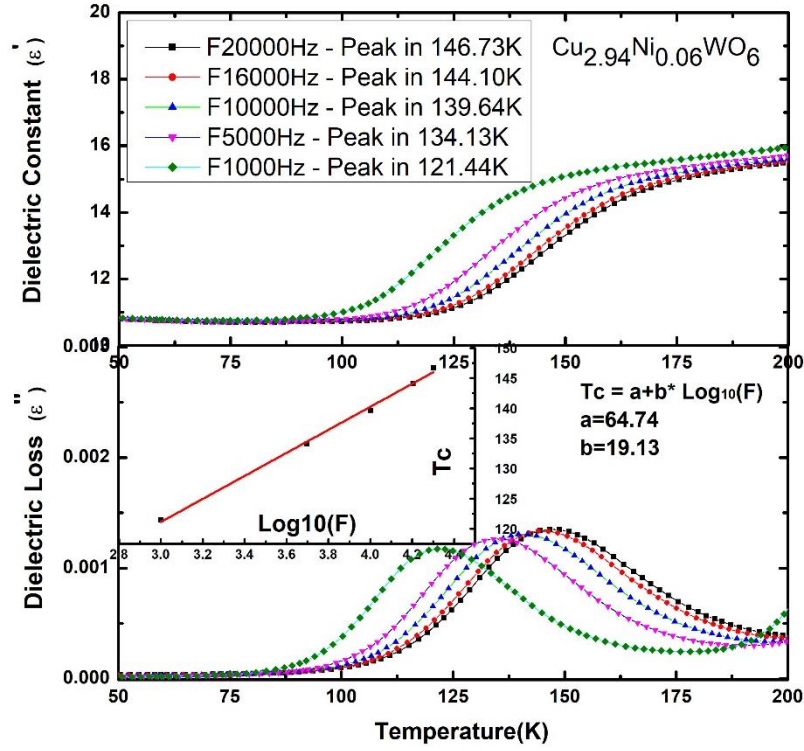 Dielectric Constant (ε')
20
18
16
14
12
10
F20000Hz - Peak in 146.73K
F16000Hz - Peak in 144.10K
F10000Hz - Peak in 139.64K
F5000Hz - Peak in 134.13K
F1000Hz - Peak in 121.44K
Cu2.94Ni0.06WO6
50 75 100 125 150 175 200
Dielectric Loss (ε'')
0.002
0.001
0.000
150
145
140
135
130
125
120
Tc
Log10(F)
2.8 3.0 3.2 3.4 3.6 3.8 4.0 4.2 4.4
Tc = a+b* Log10(F)
a=64.74
b=19.13
50 75 100 125 150 175 200
Temperature(K)